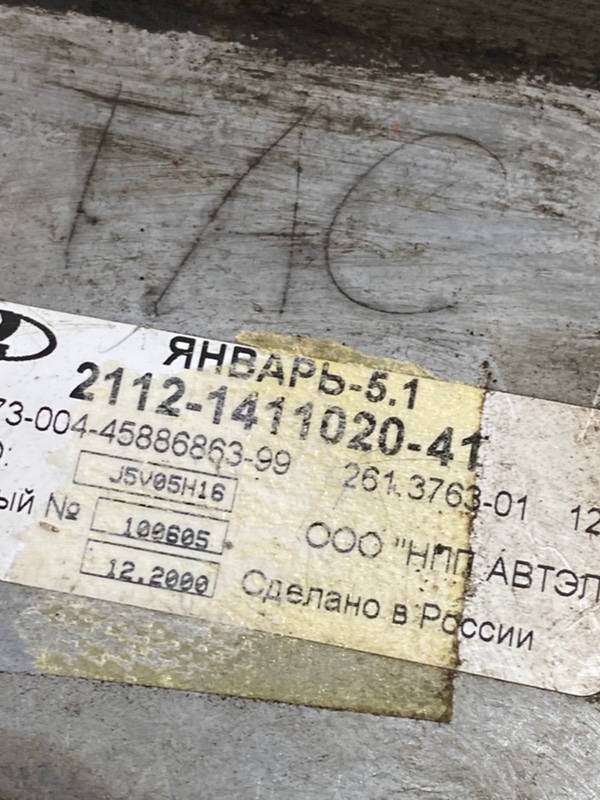 ГАС
ЯНВАРЬ-5.1
2112-1411020-41
73-004-45886863-99 261.3763-01 12
J5V05H16
ый № 100605 ООО "НПП АВТЭЛ
12.2000 Сделано в России